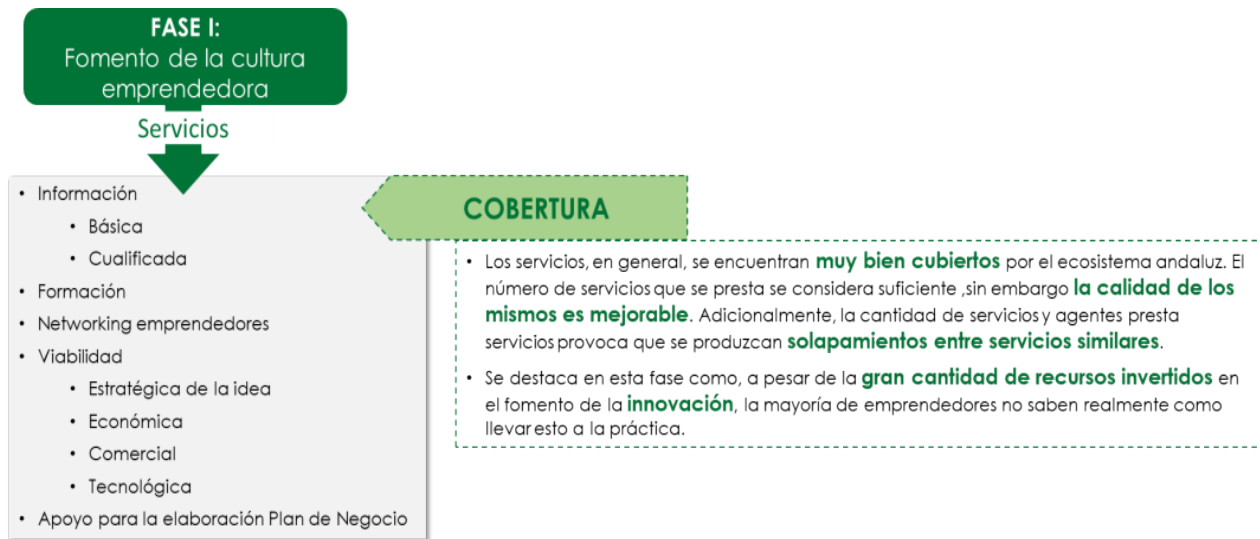 FASE I:
Fomento de la cultura
emprendedora
Servicios
• Información
• Básica
• Cualificada
• Formación
• Networking emprendedores
• Viabilidad
• Estratégica de la idea
• Económica
• Comercial
• Tecnológica
• Apoyo para la elaboración Plan de Negocio
COBERTURA
• Los servicios, en general, se encuentran muy bien cubiertos por el ecosistema andaluz. El
número de servicios que se presta se considera suficiente ,sin embargo la calidad de los
mismos es mejorable. Adicionalmente, la cantidad de servicios y agentes presta
servicios provoca que se produzcan solapamientos entre servicios similares.
• Se destaca en esta fase como, a pesar de la gran cantidad de recursos invertidos en
el fomento de la innovación, la mayoría de emprendedores no saben realmente como
llevar esto a la práctica.